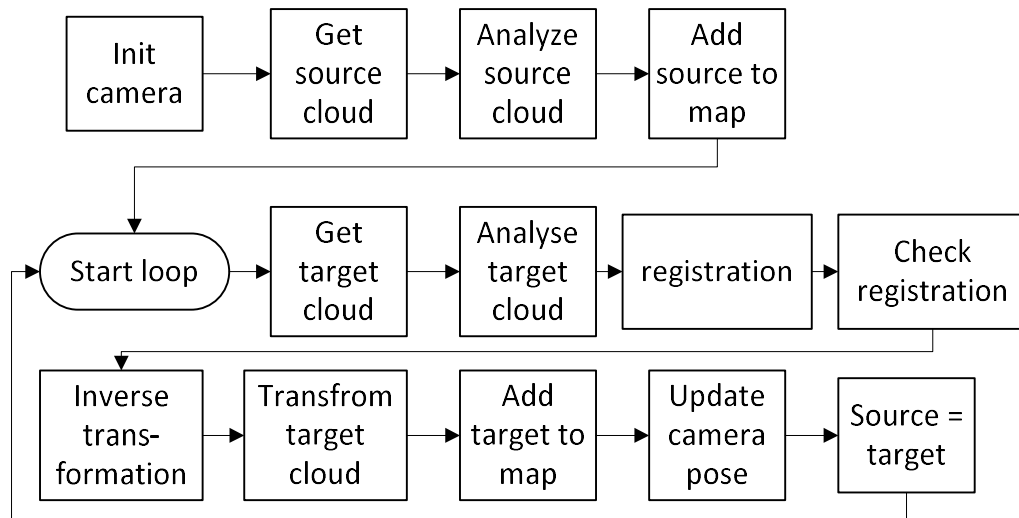 Init
camera
Get
source
cloud
Analyze
source
cloud
Add
source to
map
Start loop
Get
target
cloud
Analyse
target
cloud
registration
Check
registration
Inverse
trans-
formation
Transfrom
target
cloud
Add
target to
map
Update
camera
pose
Source =
target